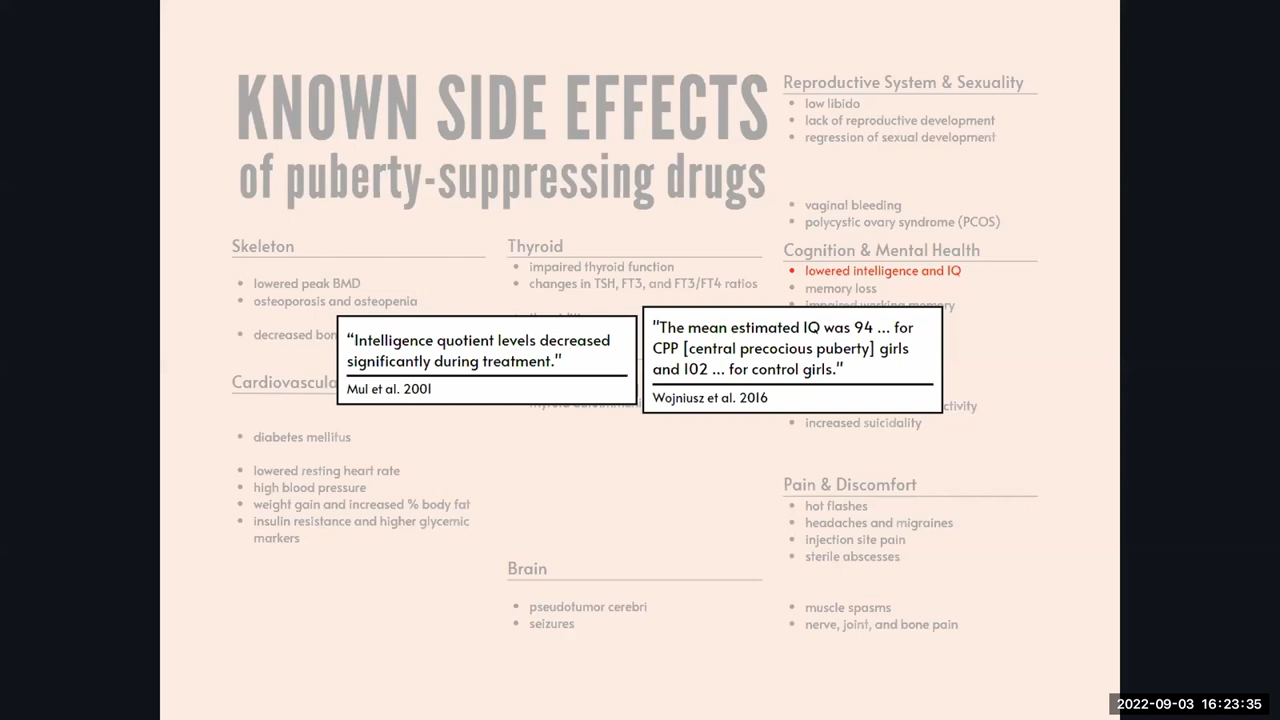 KNOWN SIDE EFFECTS
of puberty-suppressing drugs
Skeleton
• lowered peak BMD
• osteoporosis and osteopenia
• decreased
Cardiovascula
• diabetes mellitus
• lowered resting heart rate
• high blood pressure
• weight gain and increased % body fat
• insulin resistance and higher glycemic
markers
Thyroid
• impaired thyroid function
• changes in TSH, FT3, and FT3/FT4 ratios
Brain
• pseudotumor cerebri
• seizures
Reproductive System & Sexuality
• low libido
• lack of reproductive development
• regression of sexual development
• vaginal bleeding
• polycystic ovary syndrome (PCOS)
Cognition & Mental Health
• lowered intelligence and IQ
• memory loss
• impaired working memory
ctivity
• increased suicidality
Pain & Discomfort
• hot flashes
• headaches and migraines
• injection site pain
• sterile abscesses
• muscle spasms
• nerve, joint, and bone pain
“Intelligence quotient levels decreased
significantly during treatment."
Mul et al. 2001
"The mean estimated IQ was 94 ... for
CPP [central precocious puberty] girls
and 102 ... for control girls."
Wojniusz et al. 2016
2022-09-03 16:23:35